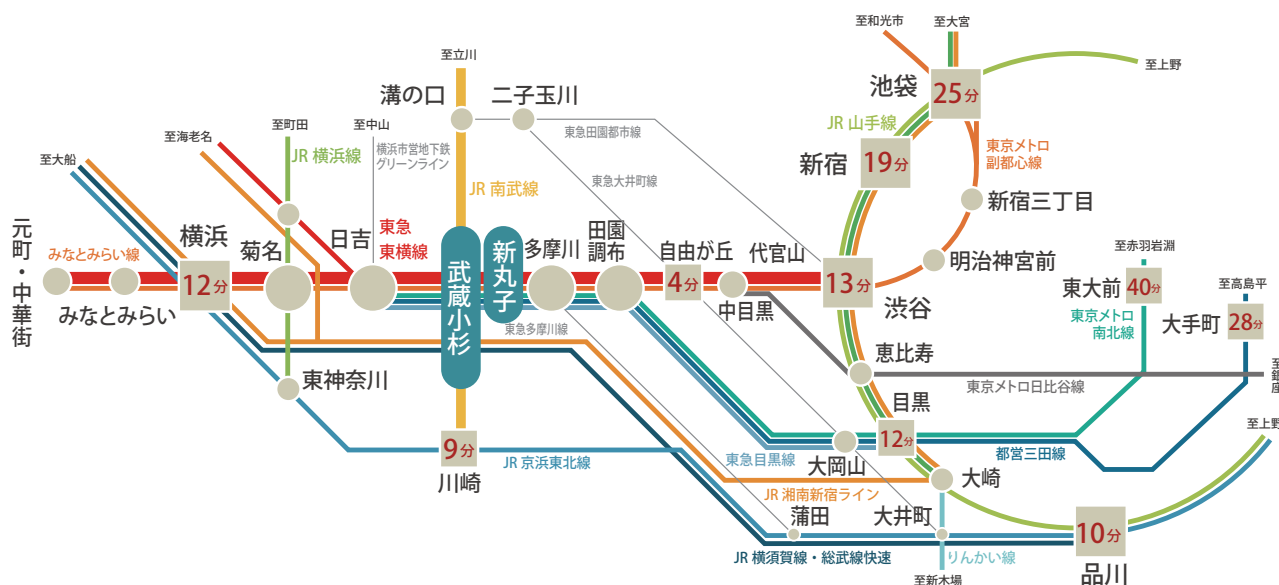 至和光市
至大宮
至上野
至立川
池袋
25分
溝の口
二子玉川
JR 山手線
東急田園都市線
至町田
至中山
至海老名
JR 横浜線
横浜市営地下鉄
グリーンライン
東京メトロ
副都心線
新宿
19分
至大船
東急大井町線
JR 南武線
新宿三丁目
元町・中華街
みなとみらい線
みなとみらい
横浜
12分
菊名
日吉
東急
東横線
武蔵小杉
新丸子
多摩川
田園
調布
自由が丘
4分
中目黒
代官山
13分
渋谷
明治神宮前
至赤羽岩淵
東大前
40分
東京メトロ
南北線
至高島平
大手町
28分
東急多摩川線
恵比寿
東京メトロ日比谷線
至銀座
東神奈川
目黒
12分
至上野
9分
川崎
JR 京浜東北線
東急目黒線
大岡山
都営三田線
JR 湘南新宿ライン
大崎
蒲田
大井町
10分
品川
JR 横須賀線・総武線快速
りんかい線
至新木場